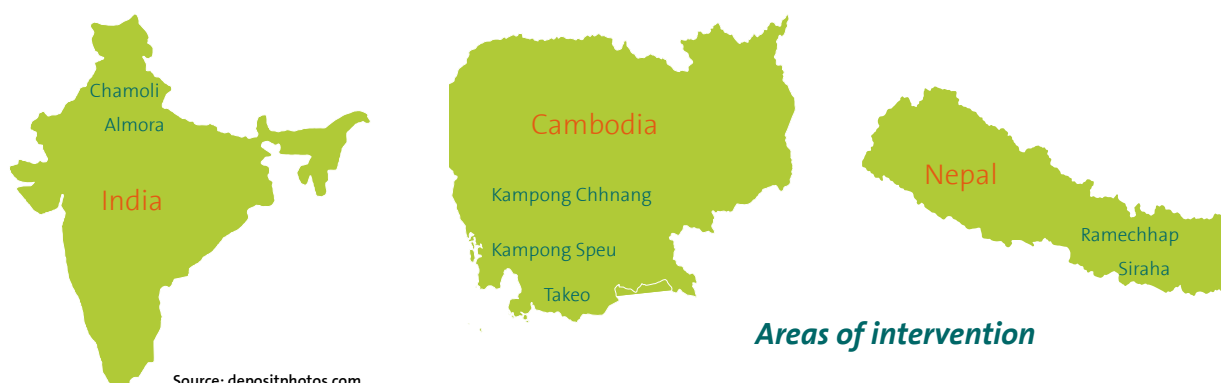 Chamoli
Almora
India
Cambodia
Kampong Chhnang
Kampong Speu
Takeo
Nepal
Ramechhap
Siraha
Areas of intervention
Source: depositphotos.com